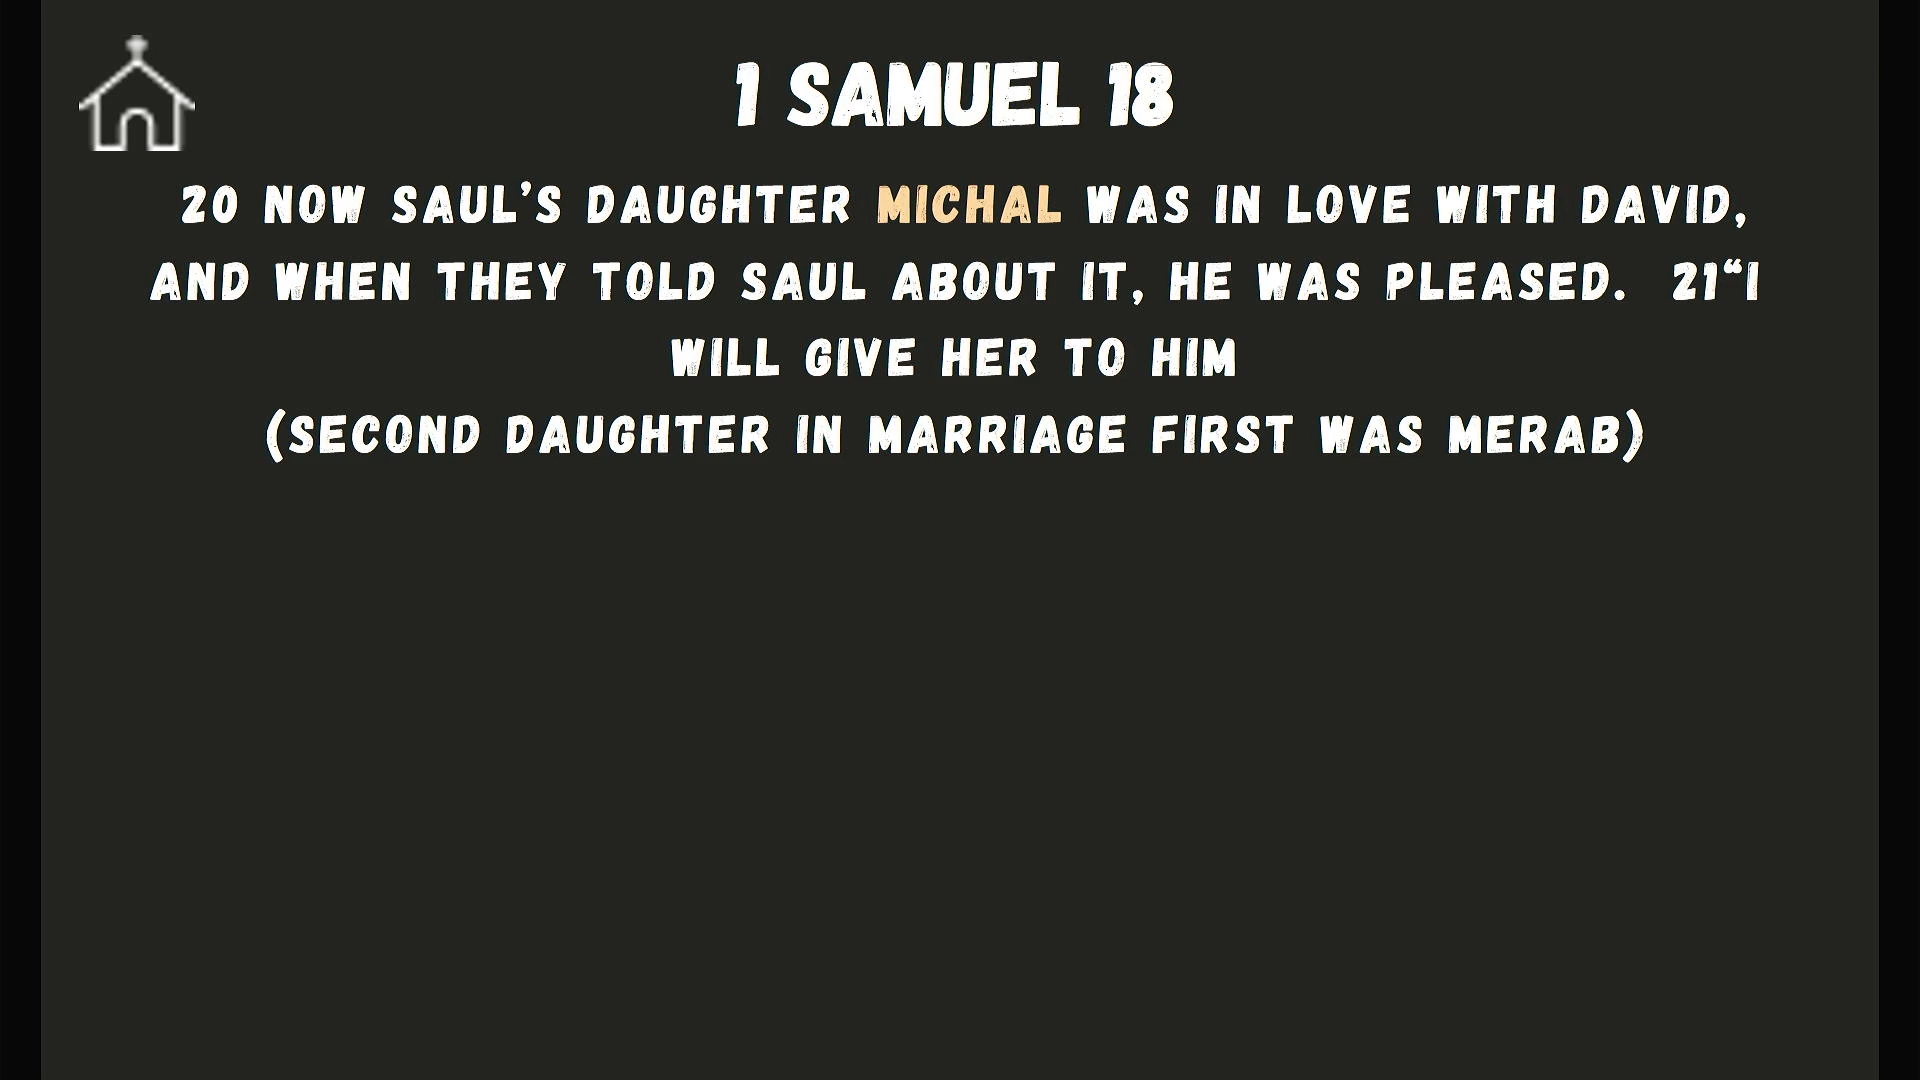 1 SAMUEL 18
20 NOW SAUL’S DAUGHTER MICHAL WAS IN LOVE WITH DAVID,
AND WHEN THEY TOLD SAUL ABOUT IT, HE WAS PLEASED. 21“I
WILL GIVE HER TO HIM
(SECOND DAUGHTER IN MARRIAGE FIRST WAS MERAB)